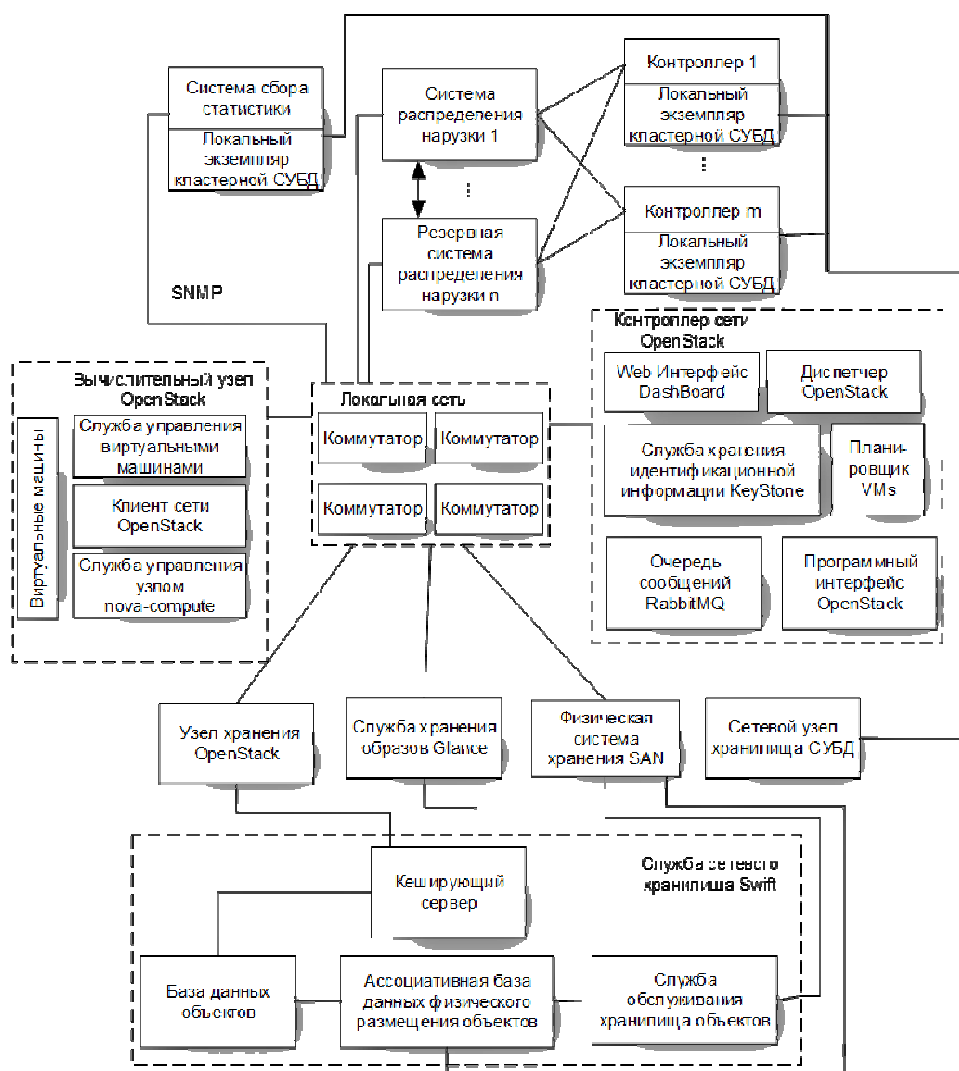 Система сбора
статистики
Локальный
экземпляр
кластерной СУБД
Система
распределения
нарузки 1
...
Резервная
система
распределения
нагрузки n
Контроллер 1
Локальный
экземпляр
кластерной СУБД
...
Контроллер m
Локальный
экземпляр
кластерной СУБД
SNMP
Вычислительный узел
OpenStack
Виртуальные машины
Служба управления
виртуальными
машинами
Клиент сети
OpenStack
Служба управления
узлом
nova-compute
Локальная сеть
Коммутатор
Коммутатор
Коммутатор
Коммутатор
Контроллер сети
OpenStack
Web Интерфейс
DashBoard
Диспетчер
OpenStack
Служба хранения
идентификационной
информации KeyStone
Плани-
ровщик
VMs
Очередь
сообщений
RabbitMQ
Программный
интерфейс
OpenStack
Узел хранения
OpenStack
Служба хранения
образов Glance
Физическая
система
хранения SAN
Сетевой узел
хранилища СУБД
Служба сетевого
хранилища Swift
Кеширующий
сервер
База данных
объектов
Ассоциативная база
данных физического
размещения объектов
Служба
обслуживания
хранилища объектов